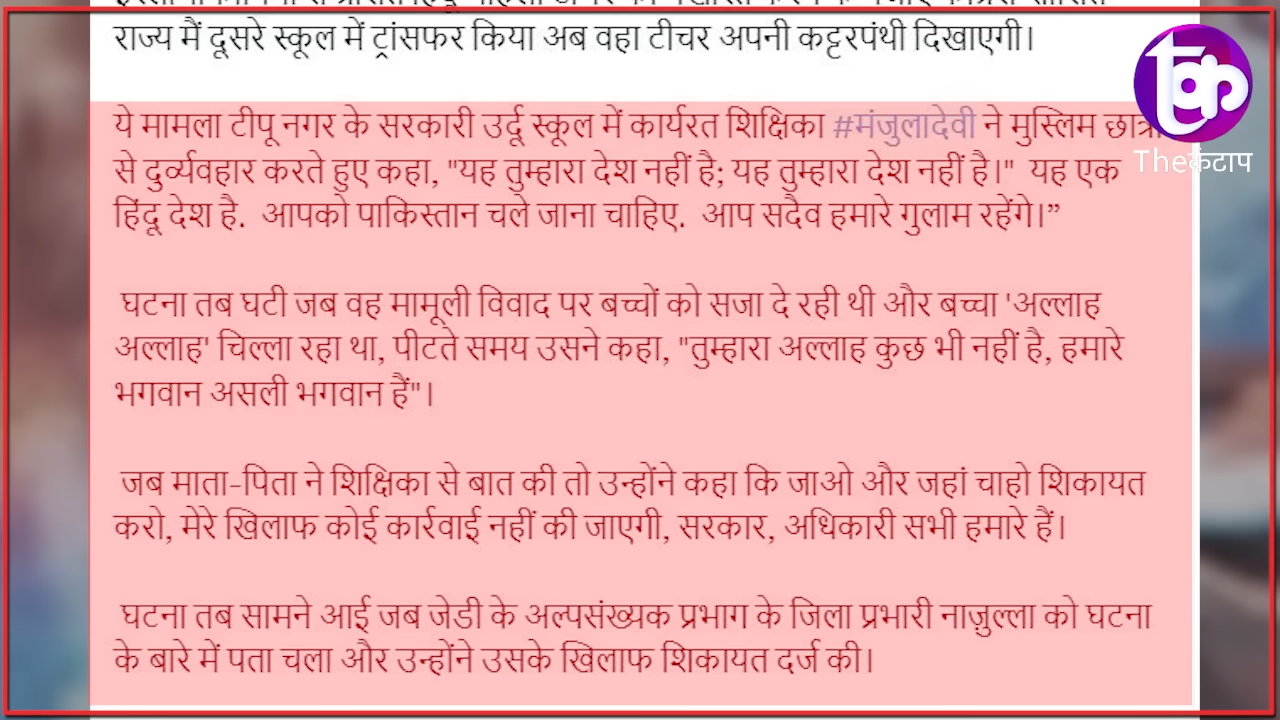 राज्य मैं दूसरे स्कूल में ट्रांसफर किया अब वहा टीचर अपनी कट्टरपंथी दिखाएगी।
ये मामला टीपू नगर के सरकारी उर्दू स्कूल में कार्यरत शिक्षिका #मंजुलादेवी ने मुस्लिम
से दुर्व्यवहार करते हुए कहा, "यह तुम्हारा देश नहीं है; यह तुम्हारा देश नहीं है।" यह एक
हिंदू देश है. आपको पाकिस्तान चले जाना चाहिए. आप सदैव हमारे गुलाम रहेंगे।”
घटना तब घटी जब वह मामूली विवाद पर बच्चों को सजा दे रही थी और बच्चा 'अल्लाह
अल्लाह' चिल्ला रहा था, पीटते समय उसने कहा, "तुम्हारा अल्लाह कुछ भी नहीं है, हमारे
भगवान असली भगवान हैं"।
जब माता-पिता ने शिक्षिका से बात की तो उन्होंने कहा कि जाओ और जहां चाहो शिकायत
करो, मेरे खिलाफ कोई कार्रवाई नहीं की जाएगी, सरकार, अधिकारी सभी हमारे हैं।
घटना तब सामने आई जब जेडी के अल्पसंख्यक प्रभाग के जिला प्रभारी नाज़ुल्ला को घटना
के बारे में पता चला और उन्होंने उसके खिलाफ शिकायत दर्ज की।
Theकंटाप